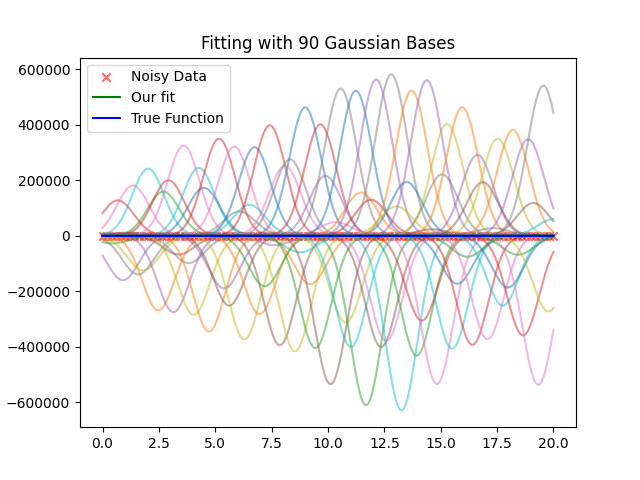 Fitting with 90 Gaussian Bases
Noisy Data
Our fit
True Function
600000
400000
200000
0
−200000
−400000
−600000
0.0 2.5 5.0 7.5 10.0 12.5 15.0 17.5 20.0